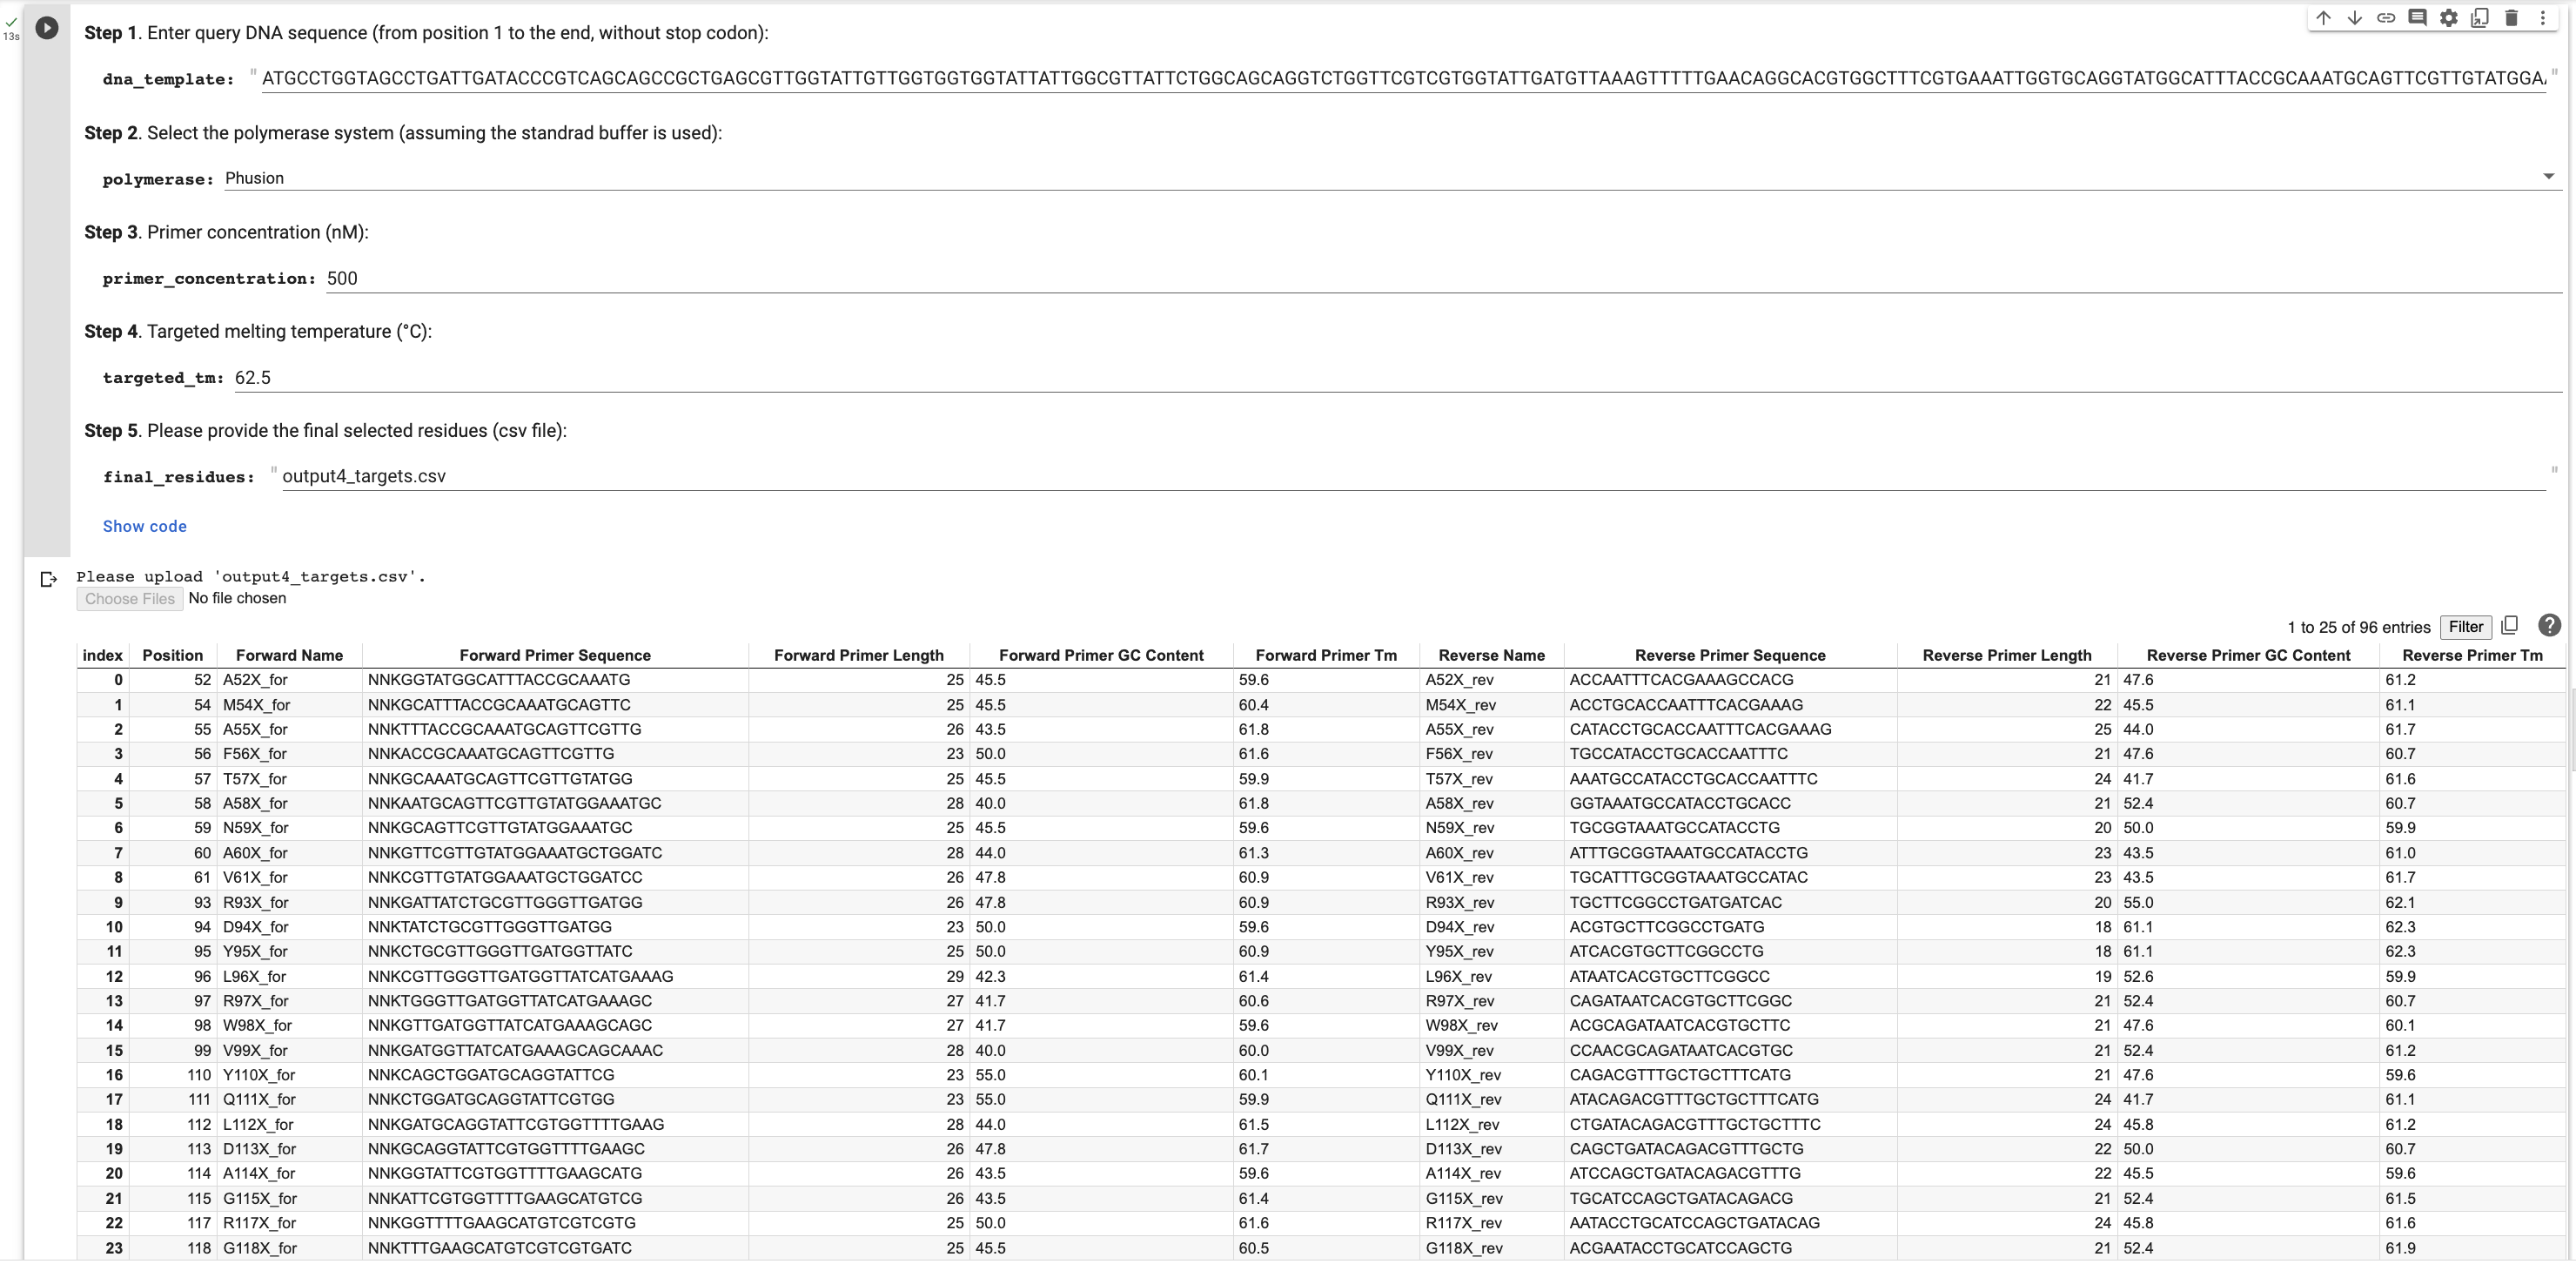 13s
Step 1. Enter query DNA sequence (from position 1 to the end, without stop codon):
dna_template: " ATGCCTGGTAGCCTGATTGATACCCGTCAGCAGCCGCTGAGCGTTGGTATTGTTGGTGGTGGTATTATTGGCGTTATTCTGGCAGCAGGTCTGGTTCGTCGTGGTATTGATGTTAAAGTTTTTGAACAGGCACGTGGCTTTCGTGAAATTGGTGCAGGTATGGCATTTACCGCAAATGCAGTTCGTTGTATGGA "
Step 2. Select the polymerase system (assuming the standrad buffer is used):
polymerase: Phusion
Step 3. Primer concentration (nM):
primer_concentration: 500
Step 4. Targeted melting temperature (°C):
targeted_tm: 62.5
Step 5. Please provide the final selected residues (csv file):
final_residues: " output4_targets.csv "
Show code
Please upload 'output4_targets.csv'.
Choose Files No file chosen
1 to 25 of 96 entries Filter
index Position Forward Name Forward Primer Sequence Forward Primer Length Forward Primer GC Content Forward Primer Tm Reverse Name Reverse Primer Sequence Reverse Primer Length Reverse Primer GC Content Reverse Primer Tm
0 52 A52X_for NNKGGTATGGCATTTACCGCAAATG 25 45.5 59.6 A52X_rev ACCAATTTCACGAAAGCCACG 21 47.6 61.2
1 54 M54X_for NNKGCATTTACCGCAAATGCAGTTC 25 45.5 60.4 M54X_rev ACCTGCACCAATTTCACGAAAG 22 45.5 61.1
2 55 A55X_for NNKTTTACCGCAAATGCAGTTCGTTG 26 43.5 61.8 A55X_rev CATACCTGCACCAATTTCACGAAAG 25 44.0 61.7
3 56 F56X_for NNKACCGCAAATGCAGTTCGTTG 23 50.0 61.6 F56X_rev TGCCATACCTGCACCAATTTC 21 47.6 60.7
4 57 T57X_for NNKGCAAATGCAGTTCGTTGTATGG 25 45.5 59.9 T57X_rev AAATGCCATACCTGCACCAATTTC 24 41.7 61.6
5 58 A58X_for NNKAATGCAGTTCGTTGTATGGAAATGC 28 40.0 61.8 A58X_rev GGTAAATGCCATACCTGCACC 21 52.4 60.7
6 59 N59X_for NNKGCAGTTCGTTGTATGGAAATGC 25 45.5 59.6 N59X_rev TGCGGTAAATGCCATACCTG 20 50.0 59.9
7 60 A60X_for NNKGTTCGTTGTATGGAAATGCTGGATC 28 44.0 61.3 A60X_rev ATTTGCGGTAAATGCCATACCTG 23 43.5 61.0
8 61 V61X_for NNKCGTTGTATGGAAATGCTGGATCC 26 47.8 60.9 V61X_rev TGCATTTGCGGTAAATGCCATAC 23 43.5 61.7
9 93 R93X_for NNKGATTATCTGCGTTGGGTTGATGG 26 47.8 60.9 R93X_rev TGCTTCGGCCTGATGATCAC 20 55.0 62.1
10 94 D94X_for NNKTATCTGCGTTGGGTTGATGG 23 50.0 59.6 D94X_rev ACGTGCTTCGGCCTGATG 18 61.1 62.3
11 95 Y95X_for NNKCTGCGTTGGGTTGATGGTTATC 25 50.0 60.9 Y95X_rev ATCACGTGCTTCGGCCTG 18 61.1 62.3
12 96 L96X_for NNKCGTTGGGTTGATGGTTATCATGAAAG 29 42.3 61.4 L96X_rev ATAATCACGTGCTTCGGCC 19 52.6 59.9
13 97 R97X_for NNKTGGGTTGATGGTTATCATGAAAGC 27 41.7 60.6 R97X_rev CAGATAATCACGTGCTTCGGC 21 52.4 60.7
14 98 W98X_for NNKGTTGATGGTTATCATGAAAGCAGC 27 41.7 59.6 W98X_rev ACGCAGATAATCACGTGCTTC 21 47.6 60.1
15 99 V99X_for NNKGATGGTTATCATGAAAGCAGCAAAC 28 40.0 60.0 V99X_rev CCAACGCAGATAATCACGTGC 21 52.4 61.2
16 110 Y110X_for NNKCAGCTGGATGCAGGTATTCG 23 55.0 60.1 Y110X_rev CAGACGTTTGCTGCTTTCATG 21 47.6 59.6
17 111 Q111X_for NNKCTGGATGCAGGTATTCGTGG 23 55.0 59.9 Q111X_rev ATACAGACGTTTGCTGCTTTCATG 24 41.7 61.1
18 112 L112X_for NNKGATGCAGGTATTCGTGGTTTTGAAG 28 44.0 61.5 L112X_rev CTGATACAGACGTTTGCTGCTTTC 24 45.8 61.2
19 113 D113X_for NNKGCAGGTATTCGTGGTTTTGAAGC 26 47.8 61.7 D113X_rev CAGCTGATACAGACGTTTGCTG 22 50.0 60.7
20 114 A114X_for NNKGGTATTCGTGGTTTTGAAGCATG 26 43.5 59.6 A114X_rev ATCCAGCTGATACAGACGTTTG 22 45.5 59.6
21 115 G115X_for NNKATTCGTGGTTTTGAAGCATGTCG 26 43.5 61.4 G115X_rev TGCATCCAGCTGATACAGACG 21 52.4 61.5
22 117 R117X_for NNKGGTTTTGAAGCATGTCGTCGTG 25 50.0 61.6 R117X_rev AATACCTGCATCCAGCTGATACAG 24 45.8 61.6
23 118 G118X_for NNKTTTGAAGCATGTCGTCGTGATC 25 45.5 60.5 G118X_rev ACGAATACCTGCATCCAGCTG 21 52.4 61.9